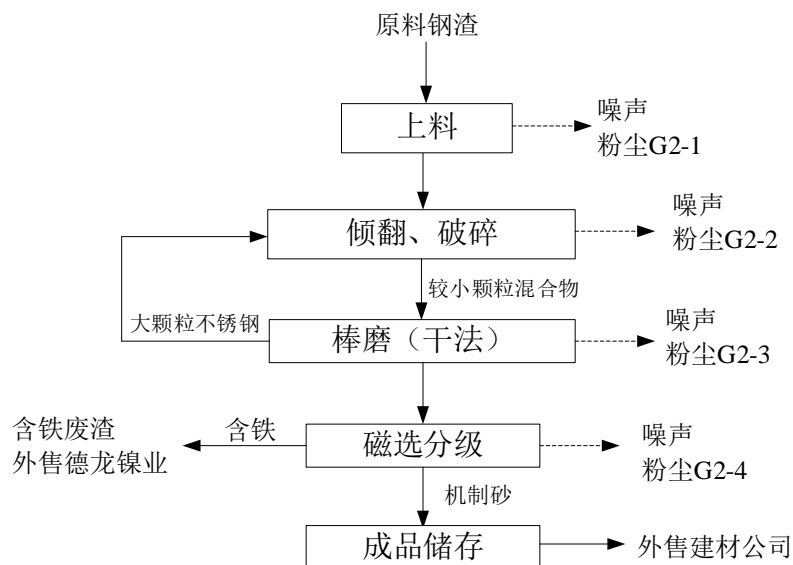 原料钢渣
上料
噪声
粉尘G2-1
倾翻、破碎
噪声
粉尘G2-2
较小颗粒混合物
大颗粒不锈钢
棒磨（干法）
噪声
粉尘G2-3
含铁废渣
外售德龙镍业
含铁
磁选分级
噪声
粉尘G2-4
机制砂
成品储存
外售建材公司